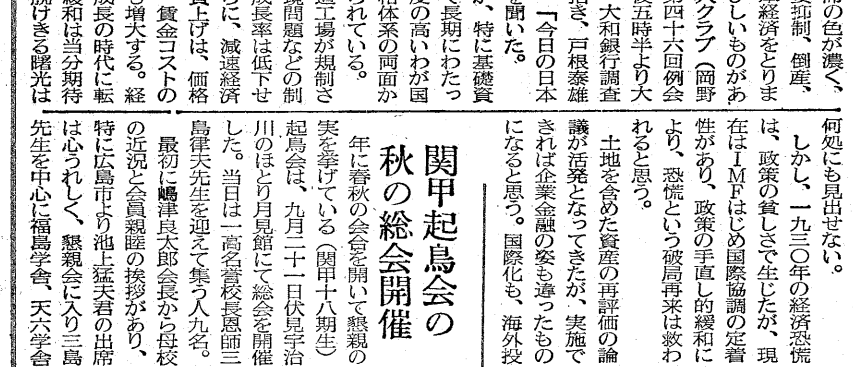 の色が濃く、
要抑制、倒産、
本経済をとりま
しいものがあ
スクラブ（岡野
第四十六回例会
後五時半より大
大和銀行調査
き、戸根泰雄
「今日の日本
を聞いた。
が、特に基礎資
で長期にわたっ
度の高いわが国
格体系の両面か
られている。
造工場が規制さ
境問題などの制
成長率は低下せ
らに、減速経済
上げは、価格
賃金コストの
も増大する。経
成長の時代に転
緩和は当分期待
抜けきる曙光は
何処にも見出せない。
しかし、一九三〇年の経済恐慌
は、政策の貧しさで生じたが、現
在はＩＭＦはじめ国際協調の定着
性があり、政策の手直し的緩和に
より、恐慌という破局再来は救わ
れると思う。
土地を含めた資産の再評価の論
議が活発となってきたが、実施で
きれば企業金融の姿も違ったもの
になると思う。国際化も、海外投
関甲起鳥会の
秋の総会開催
年に春秋の会合を開いて懇親の
実を挙げている（関甲十八期生）
起鳥会は、九月二十一日伏見宇治
川のほとり月見館にて総会を開催
した。当日は一高名誉校長恩師三
島律夫先生を迎えて集う人九名。
最初に嶋津良太郎会長から母校
の近況と会員親睦の挨拶があり、
特に広島市より池上猛夫君の出席
は心うれしく、懇親会に入り三島
先生を中心に福島学舎、天六学舎